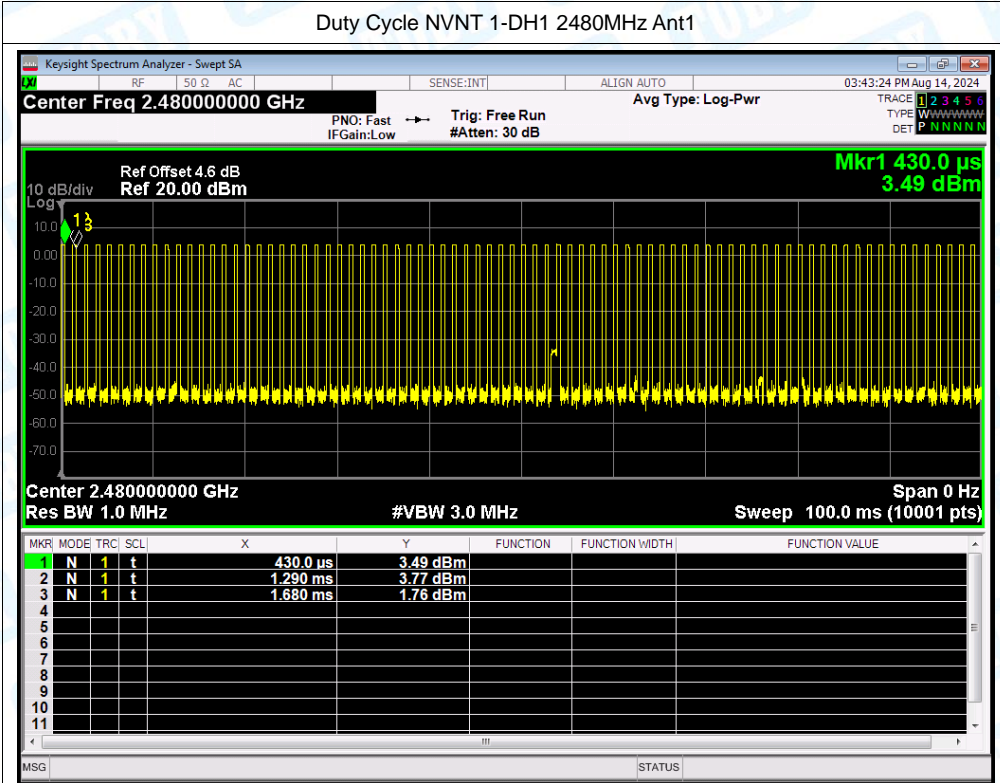 Duty Cycle NVNT 1-DH1 2480MHz Ant1
Keysight Spectrum Analyzer - Swept SA
LXI RF 50 Ω AC SENSE:INT ALIGN AUTO 03:43:24 PM Aug 14, 2024
Center Freq 2.480000000 GHz
Avg Type: Log-Pwr
TRACE 1 2 3 4 5 6
PNO: Fast Trig: Free Run
TYPE WWWWWW
IFGain:Low #Atten: 30 dB
DET P N N N N N
Mkr1 430.0 µs
3.49 dBm
Ref Offset 4.6 dB
10 dB/div Ref 20.00 dBm
Log
1 3
10.0
0.00
-10.0
-20.0
-30.0
-40.0
-50.0
-60.0
-70.0
Center 2.480000000 GHz Span 0 Hz
Res BW 1.0 MHz #VBW 3.0 MHz Sweep 100.0 ms (10001 pts)
MKR MODE TRC SCL X Y FUNCTION FUNCTION WIDTH FUNCTION VALUE
1 N 1 t 430.0 µs 3.49 dBm
2 N 1 t 1.290 ms 3.77 dBm
3 N 1 t 1.680 ms 1.76 dBm
4
5
6
7
8
9
10
11
MSG STATUS